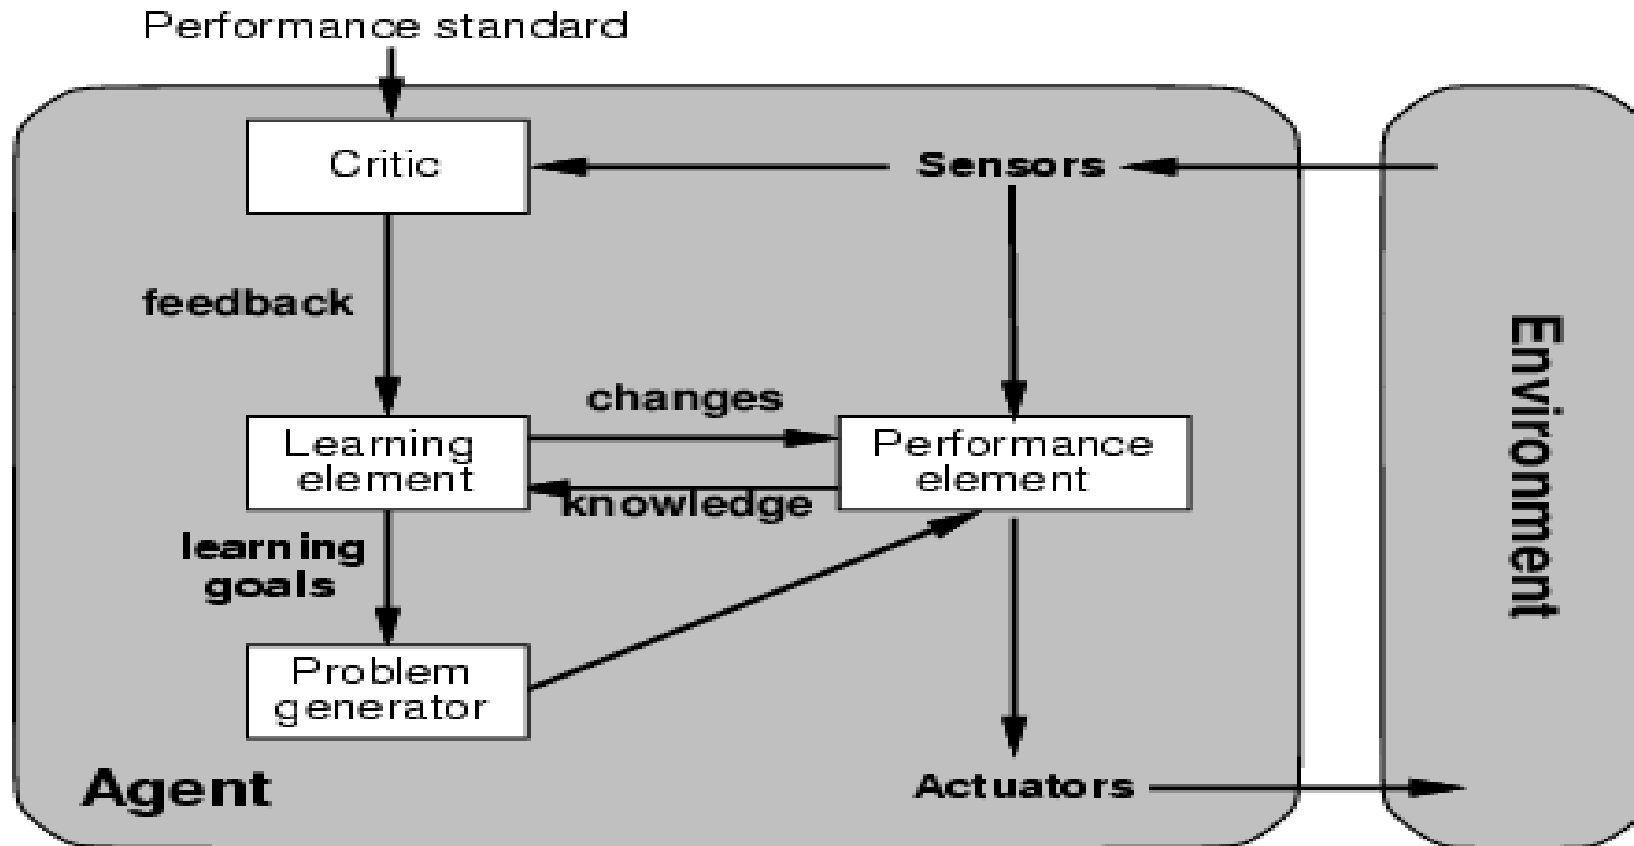 Performance standard
Critic
Sensors
feedback
changes
Learning
element
Performance
element
knowledge
learning
goals
Problem
generator
Agent
Actuators
Environment